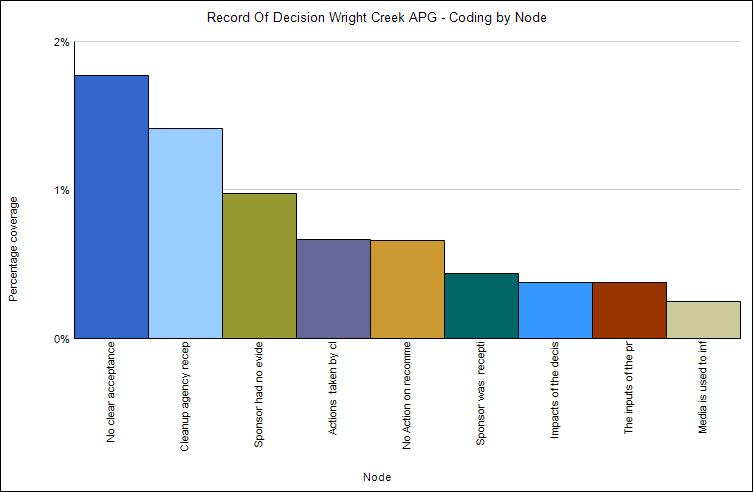 Record Of Decision Wright Creek APG - Coding by Node
2%
1%
0%
Percentage coverage
No clear acceptance
Cleanup agency recep
Sponsor had no evide
Actions taken by cl
No Action on recomme
Sponsor was recepti
Impacts of the decis
The inputs of the pr
Media is used to inf
Node